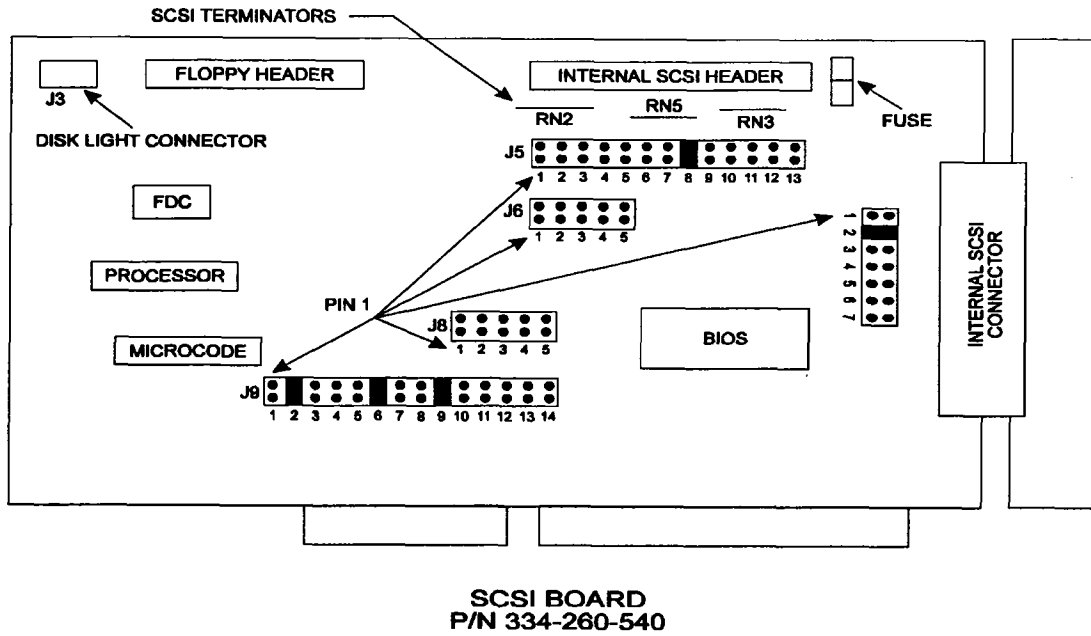 SCSI TERMINATORS
FLOPPY HEADER
INTERNAL SCSI HEADER
J3
DISK LIGHT CONNECTOR
RN2
RN5
RN3
FUSE
J5
1 2 3 4 5 6 7 8 9 10 11 12 13
FDC
J6
1 2 3 4 5
1
2
3
4
5
6
7
INTERNAL SCSI
CONNECTOR
PROCESSOR
PIN 1
J8
1 2 3 4 5
BIOS
MICROCODE
J9
1 2 3 4 5 6 7 8 9 10 11 12 13 14
SCSI BOARD
P/N 334-260-540